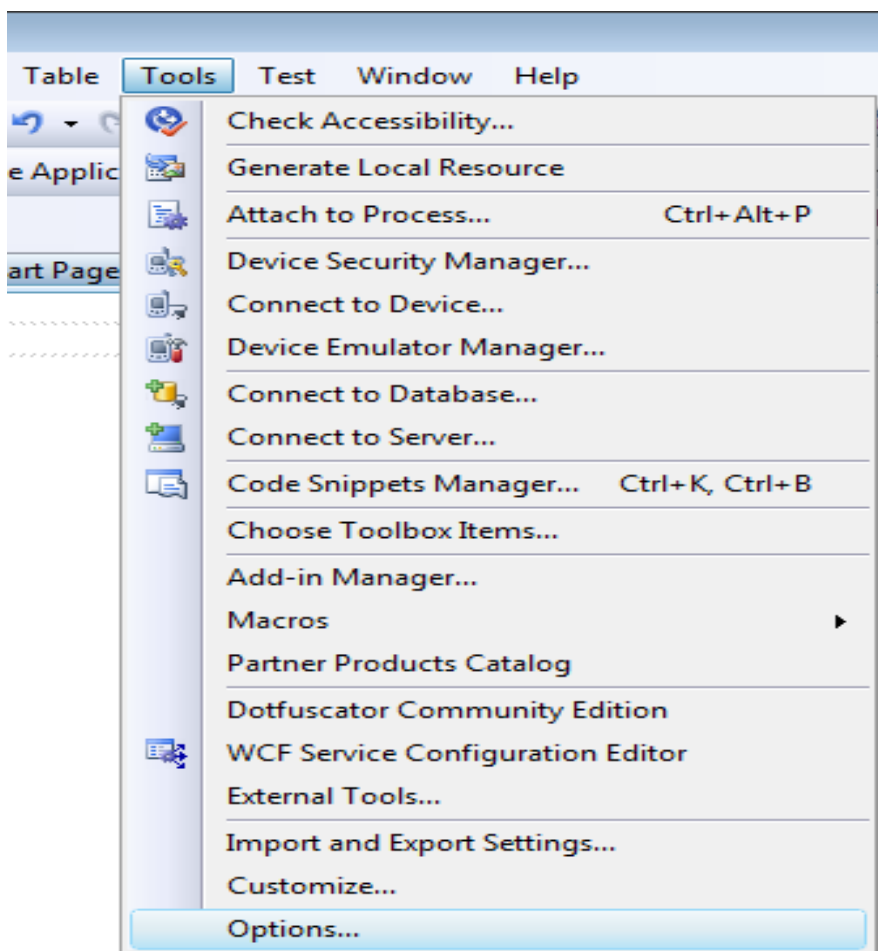 Table Tools Test Window Help
Check Accessibility...
e Applic
Generate Local Resource
Attach to Process... Ctrl+Alt+P
art Page
Device Security Manager...
Connect to Device...
Device Emulator Manager...
Connect to Database...
Connect to Server...
Code Snippets Manager... Ctrl+K, Ctrl+B
Choose Toolbox Items...
Add-in Manager...
Macros
Partner Products Catalog
Dotfuscator Community Edition
WCF Service Configuration Editor
External Tools...
Import and Export Settings...
Customize...
Options...